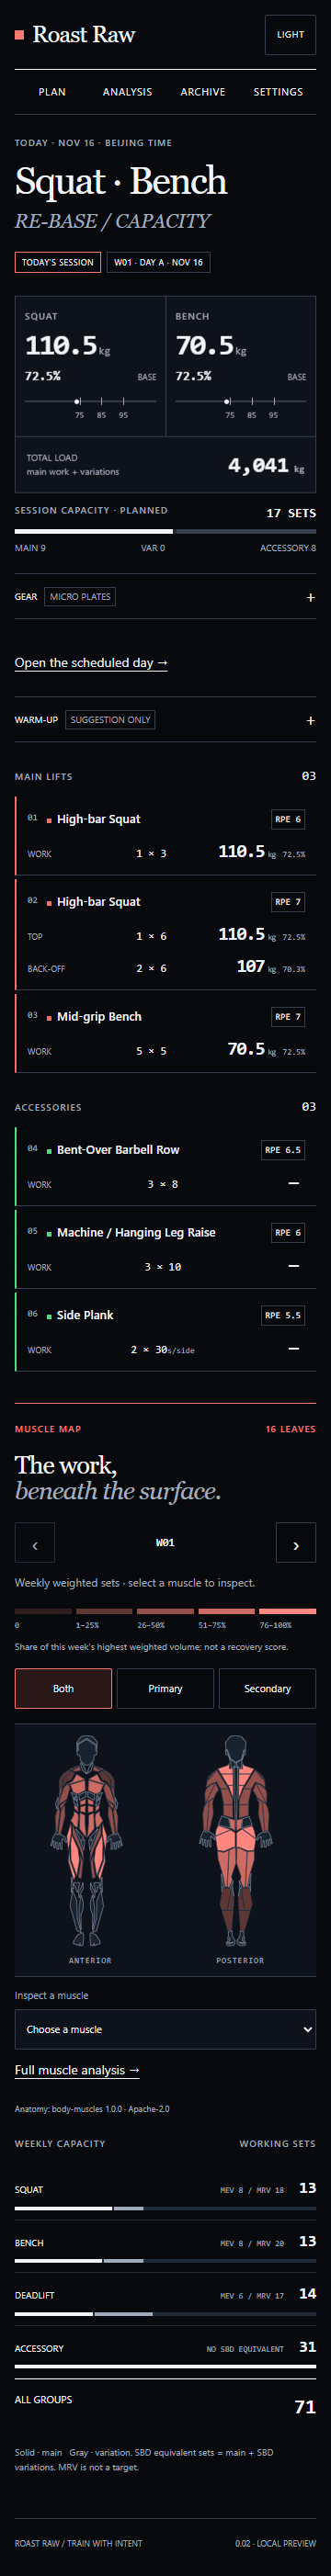 Roast Raw
LIGHT
PLAN ANALYSIS ARCHIVE SETTINGS
TODAY · NOV 16 · BEIJING TIME
Squat · Bench
RE-BASE / CAPACITY
TODAY'S SESSION W01 · DAY A · NOV 16
SQUAT BENCH
110.5 kg 70.5 kg
72.5% BASE 72.5% BASE
75 85 95 75 85 95
TOTAL LOAD
main work + variations
4,041 kg
SESSION CAPACITY · PLANNED 17 SETS
MAIN 9 VAR 0 ACCESSORY 8
GEAR MICRO PLATES +
Open the scheduled day →
WARM-UP SUGGESTION ONLY +
MAIN LIFTS 03
01 High-bar Squat RPE 6
WORK 1 × 3 110.5 kg 72.5%
02 High-bar Squat RPE 7
TOP 1 × 6 110.5 kg 72.5%
BACK-OFF 2 × 6 107 kg 70.3%
03 Mid-grip Bench RPE 7
WORK 5 × 5 70.5 kg 72.5%
ACCESSORIES 03
04 Bent-Over Barbell Row RPE 6.5
WORK 3 × 8 —
05 Machine / Hanging Leg Raise RPE 6
WORK 3 × 10 —
06 Side Plank RPE 5.5
WORK 2 × 30s/side —
MUSCLE MAP 16 LEAVES
The work,
beneath the surface.
‹ W01 ›
Weekly weighted sets · select a muscle to inspect.
0 1–25% 26–50% 51–75% 76–100%
Share of this week's highest weighted volume; not a recovery score.
Both Primary Secondary
ANTERIOR POSTERIOR
Inspect a muscle
Choose a muscle
Full muscle analysis →
Anatomy: body-muscles 1.0.0 · Apache-2.0
WEEKLY CAPACITY WORKING SETS
SQUAT MEV 8 / MRV 18 13
BENCH MEV 8 / MRV 20 13
DEADLIFT MEV 6 / MRV 17 14
ACCESSORY NO SBD EQUIVALENT 31
ALL GROUPS 71
Solid · main Gray · variation. SBD equivalent sets = main + SBD
variations. MRV is not a target.
ROAST RAW / TRAIN WITH INTENT 0.02 · LOCAL PREVIEW